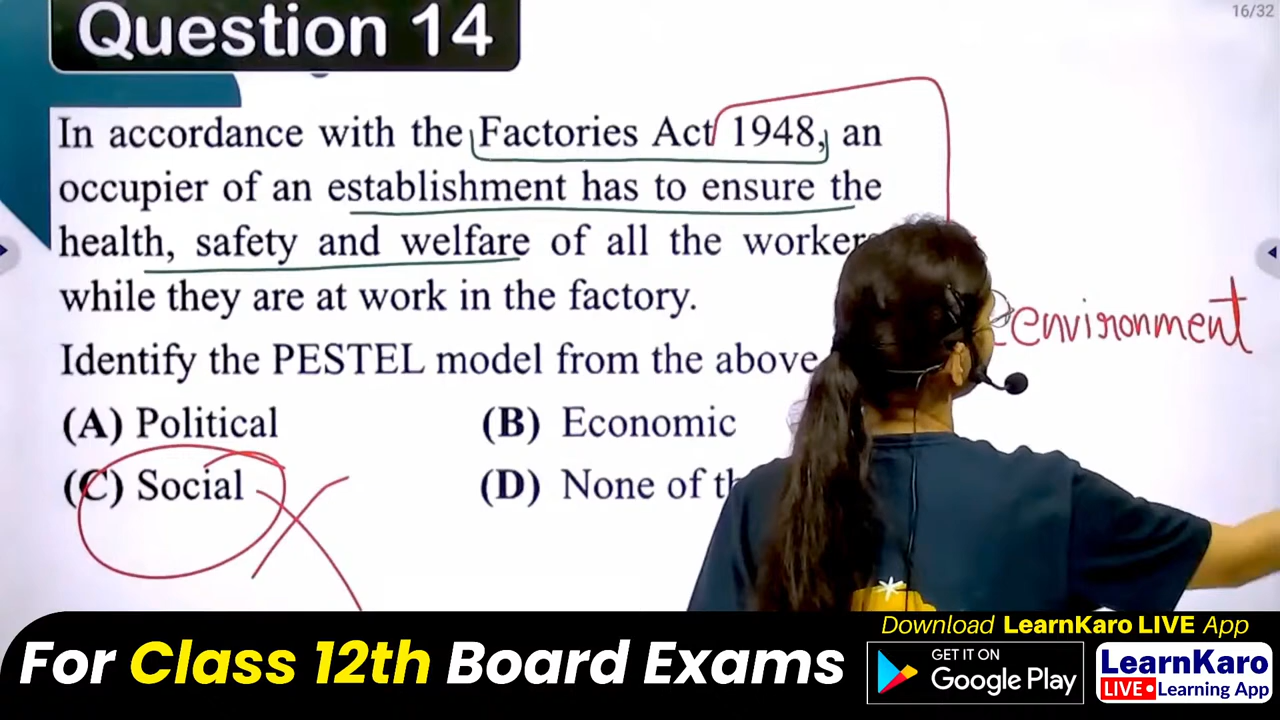 16/32
Question 14
In accordance with the Factories Act 1948, an
occupier of an establishment has to ensure the
health, safety and welfare of all the workers
while they are at work in the factory.
Identify the PESTEL model from the above
environment
(A) Political
(B) Economic
(C) Social
(D) None of th
For Class 12th Board Exams
Download LearnKaro LIVE App
GET IT ON
Google Play
LearnKaro
LIVE Learning App